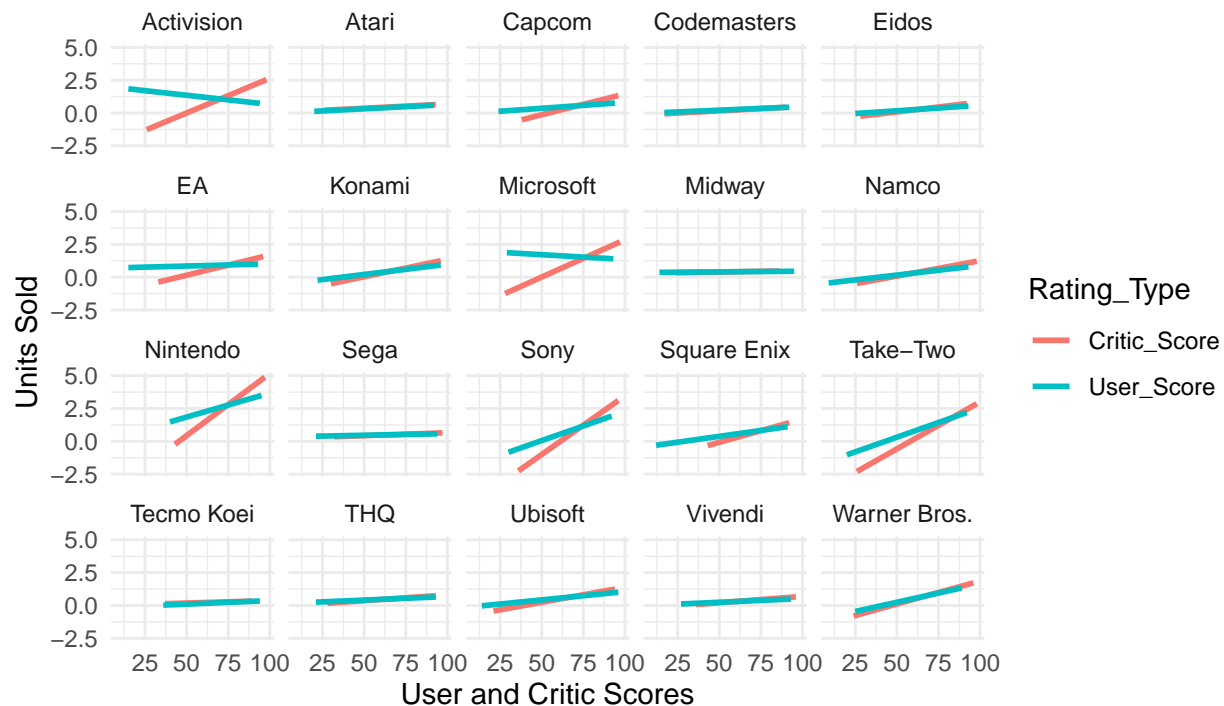 Activision Atari Capcom Codemasters Eidos
5.0
2.5
0.0
−2.5
EA Konami Microsoft Midway Namco
5.0
2.5
0.0
−2.5
Nintendo Sega Sony Square Enix Take−Two
5.0
2.5
0.0
−2.5
Tecmo Koei THQ Ubisoft Vivendi Warner Bros.
5.0
2.5
0.0
−2.5
25 50 75 100 25 50 75 100 25 50 75 100 25 50 75 100 25 50 75 100
User and Critic Scores
Units Sold
Rating_Type
Critic_Score
User_Score